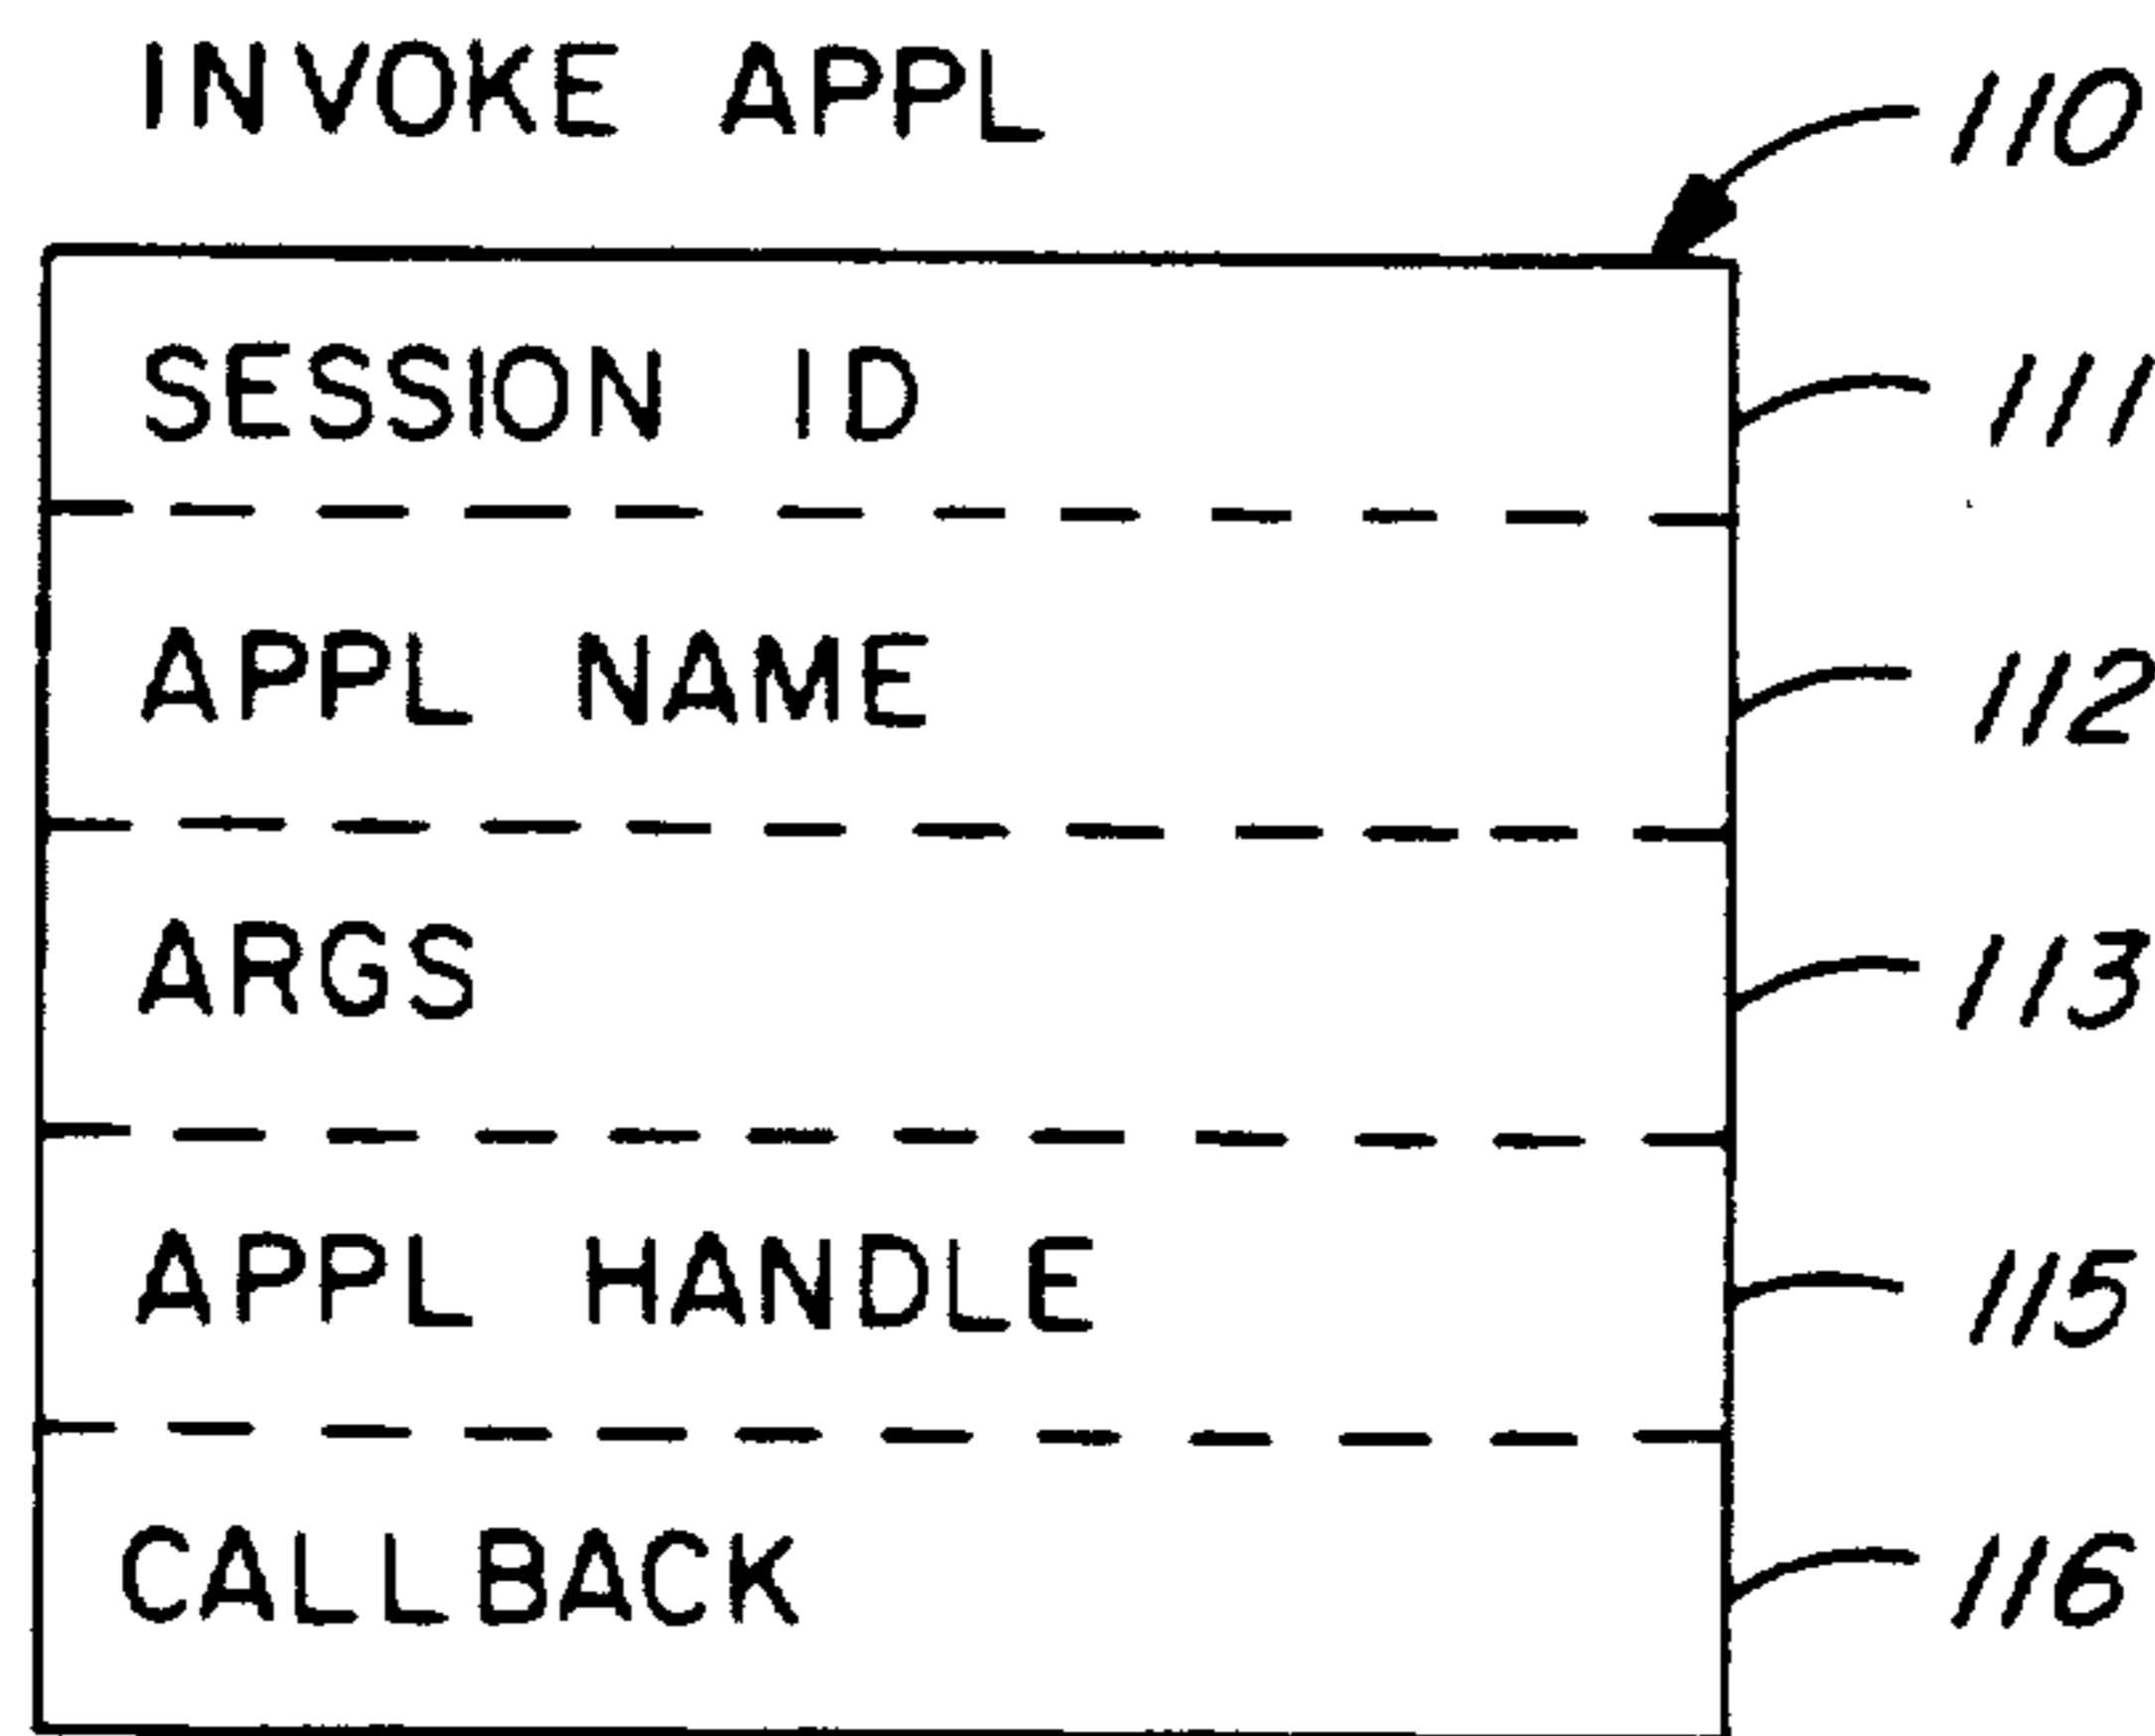 INVOKE APPL
110
SESSION ID 111
APPL NAME 112
ARGS 113
APPL HANDLE 115
CALLBACK 116